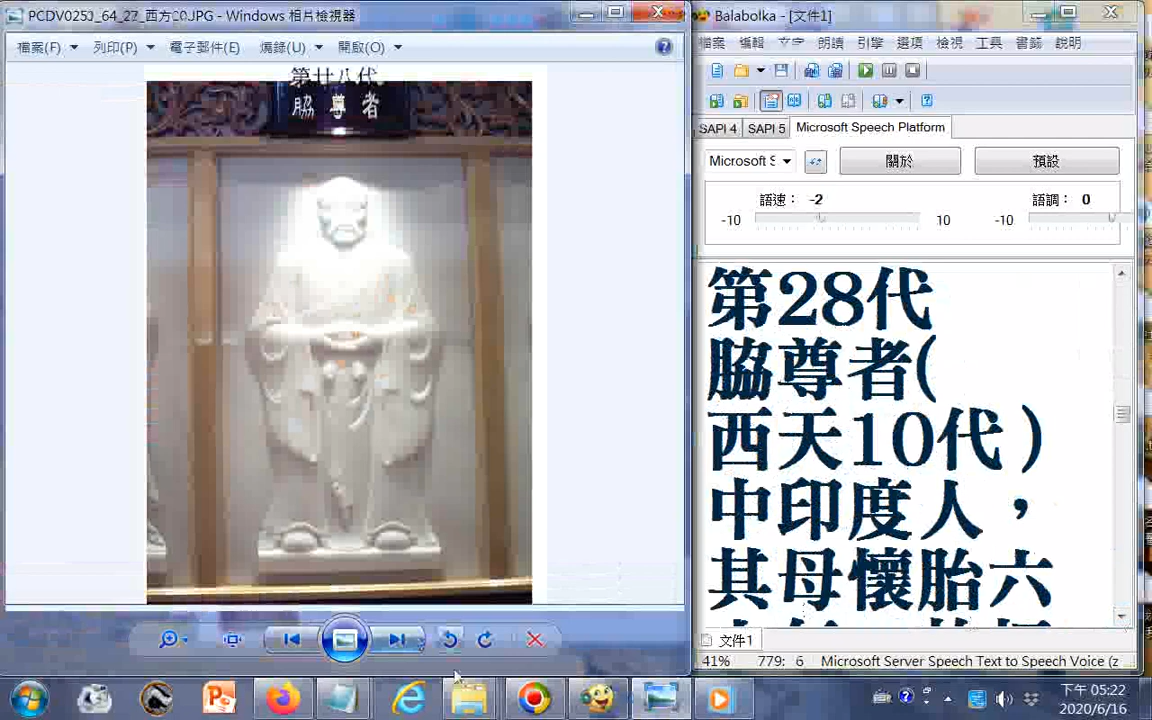 PCDV0253_64_27_西方20.JPG - Windows 相片檢視器
檔案(F) 列印(P) 電子郵件(E) 燒錄(U) 開啟(O)
第廿八代
脇尊者
Balabolka - [文件1]
檔案 編輯 文字 朗讀 引擎 選項 檢視 工具 書籤 說明
SAPI 4 SAPI 5 Microsoft Speech Platform
Microsoft S 關於 預設
語速： -2 語調： 0
-10 10 -10
第28代
脇尊者(
西天10代）
中印度人，
其母懷胎六
文件1
41% 779: 6 Microsoft Server Speech Text to Speech Voice (z
下午 05:22
2020/6/16